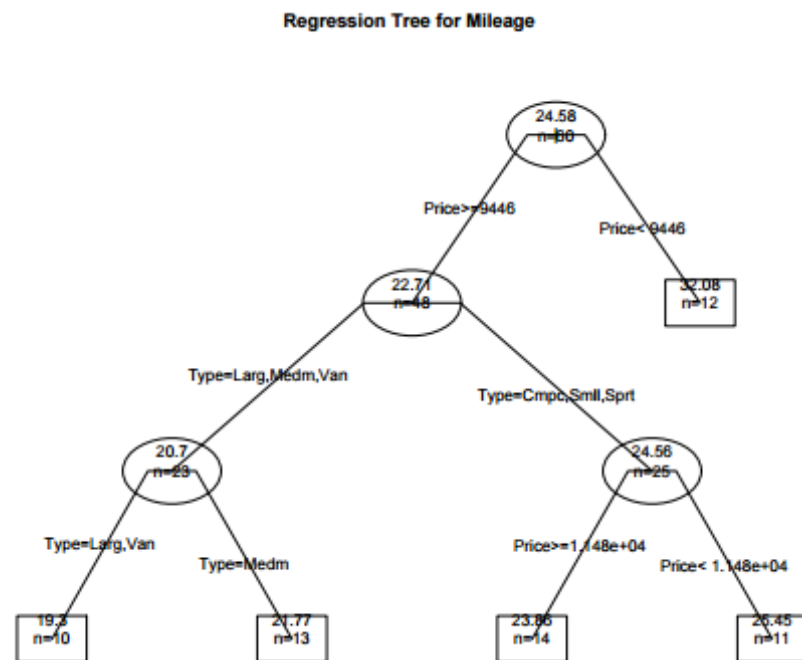 Regression Tree for Mileage
24.58
n=60
Price>=9446
Price< 9446
22.71
n=48
32.08
n=12
Type=Larg,Medm,Van
Type=Cmpc,Smll,Sprt
20.7
n=23
24.56
n=25
Type=Larg,Van
Type=Medm
Price>=1.148e+04
Price< 1.148e+04
19.3
n=10
21.77
n=13
23.86
n=14
25.45
n=11